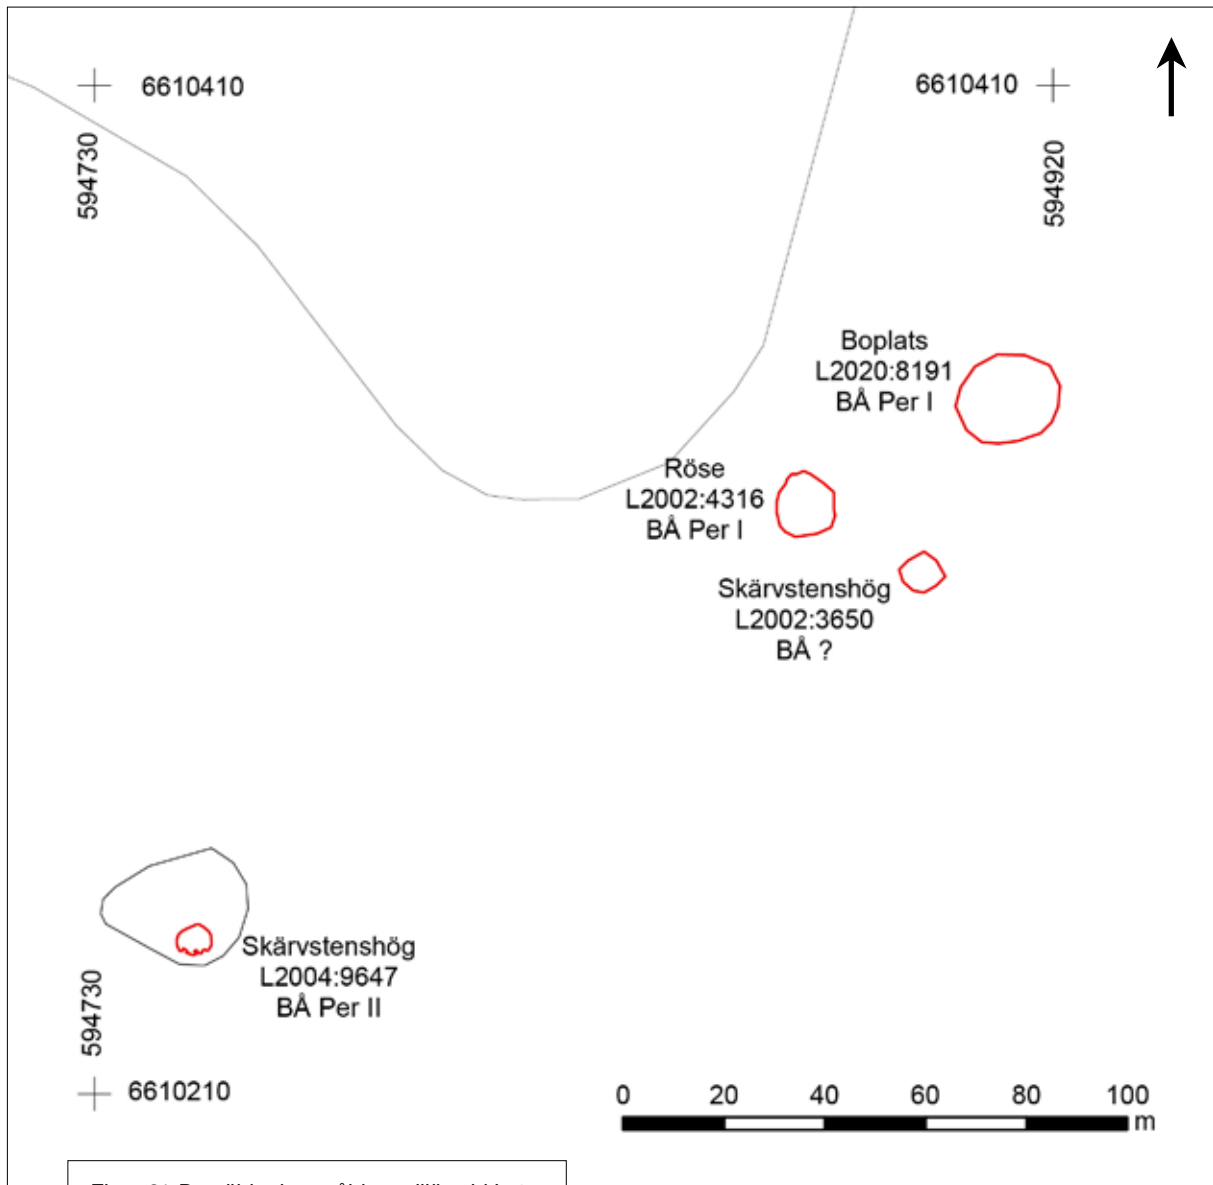 6610410
6610410
594730
594920
Boplats
L2020:8191
BÅ Per I
Röse
L2002:4316
BÅ Per I
Skärvstenshög
L2002:3650
BÅ ?
Skärvstenshög
L2004:9647
BÅ Per II
594730
6610210
0 20 40 60 80 100
m